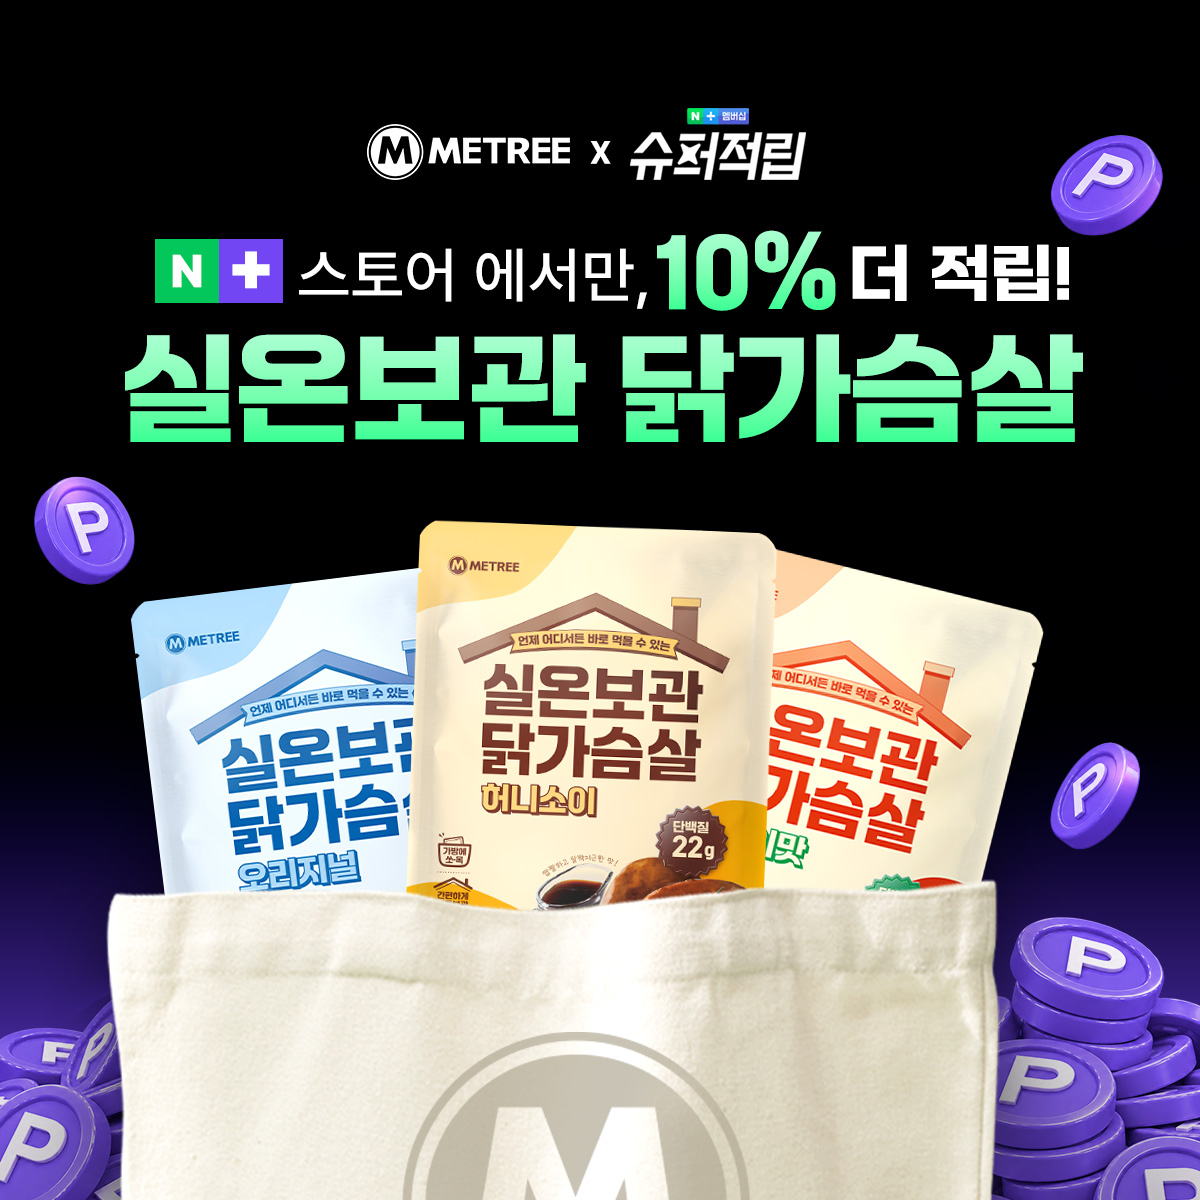 METREE x N+ 멤버십 슈퍼적립
N+ 스토어 에서만, 10% 더 적립!
실온보관 닭가슴살
METREE
언제 어디서든 바로 먹을 수 있는
실온보관
닭가슴살
오리지널
METREE
언제 어디서든 바로 먹을 수 있는
실온보관
닭가슴살
허니소이
단백질
22g
가방에
쏘-옥
간편하게
어디서든 바로 먹을 수 있는
온보관
가슴살
맛
M
P
P
P
P
P
P
P
P